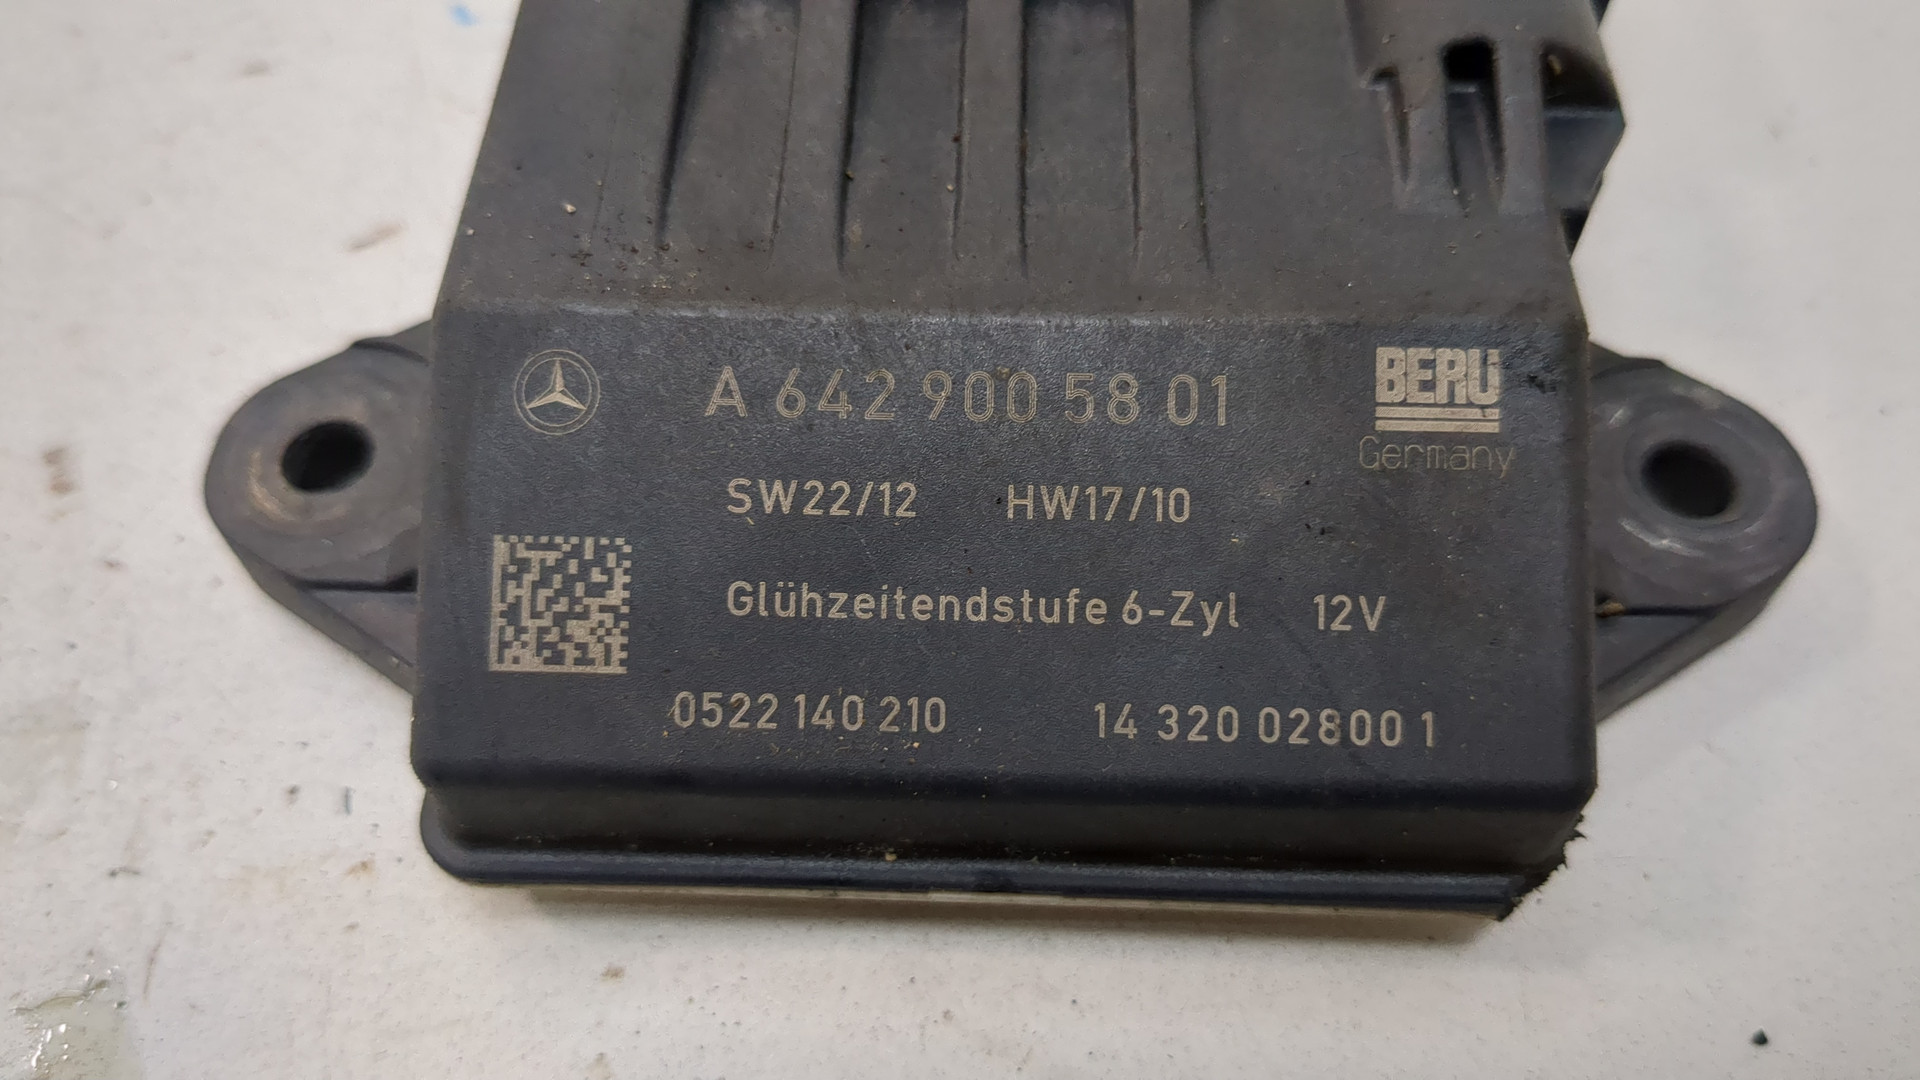 A 642 900 58 01
BERU
Germany
SW22/12 HW17/10
Glühzeitendstufe 6-Zyl 12V
0522 140 210 14 320 028001